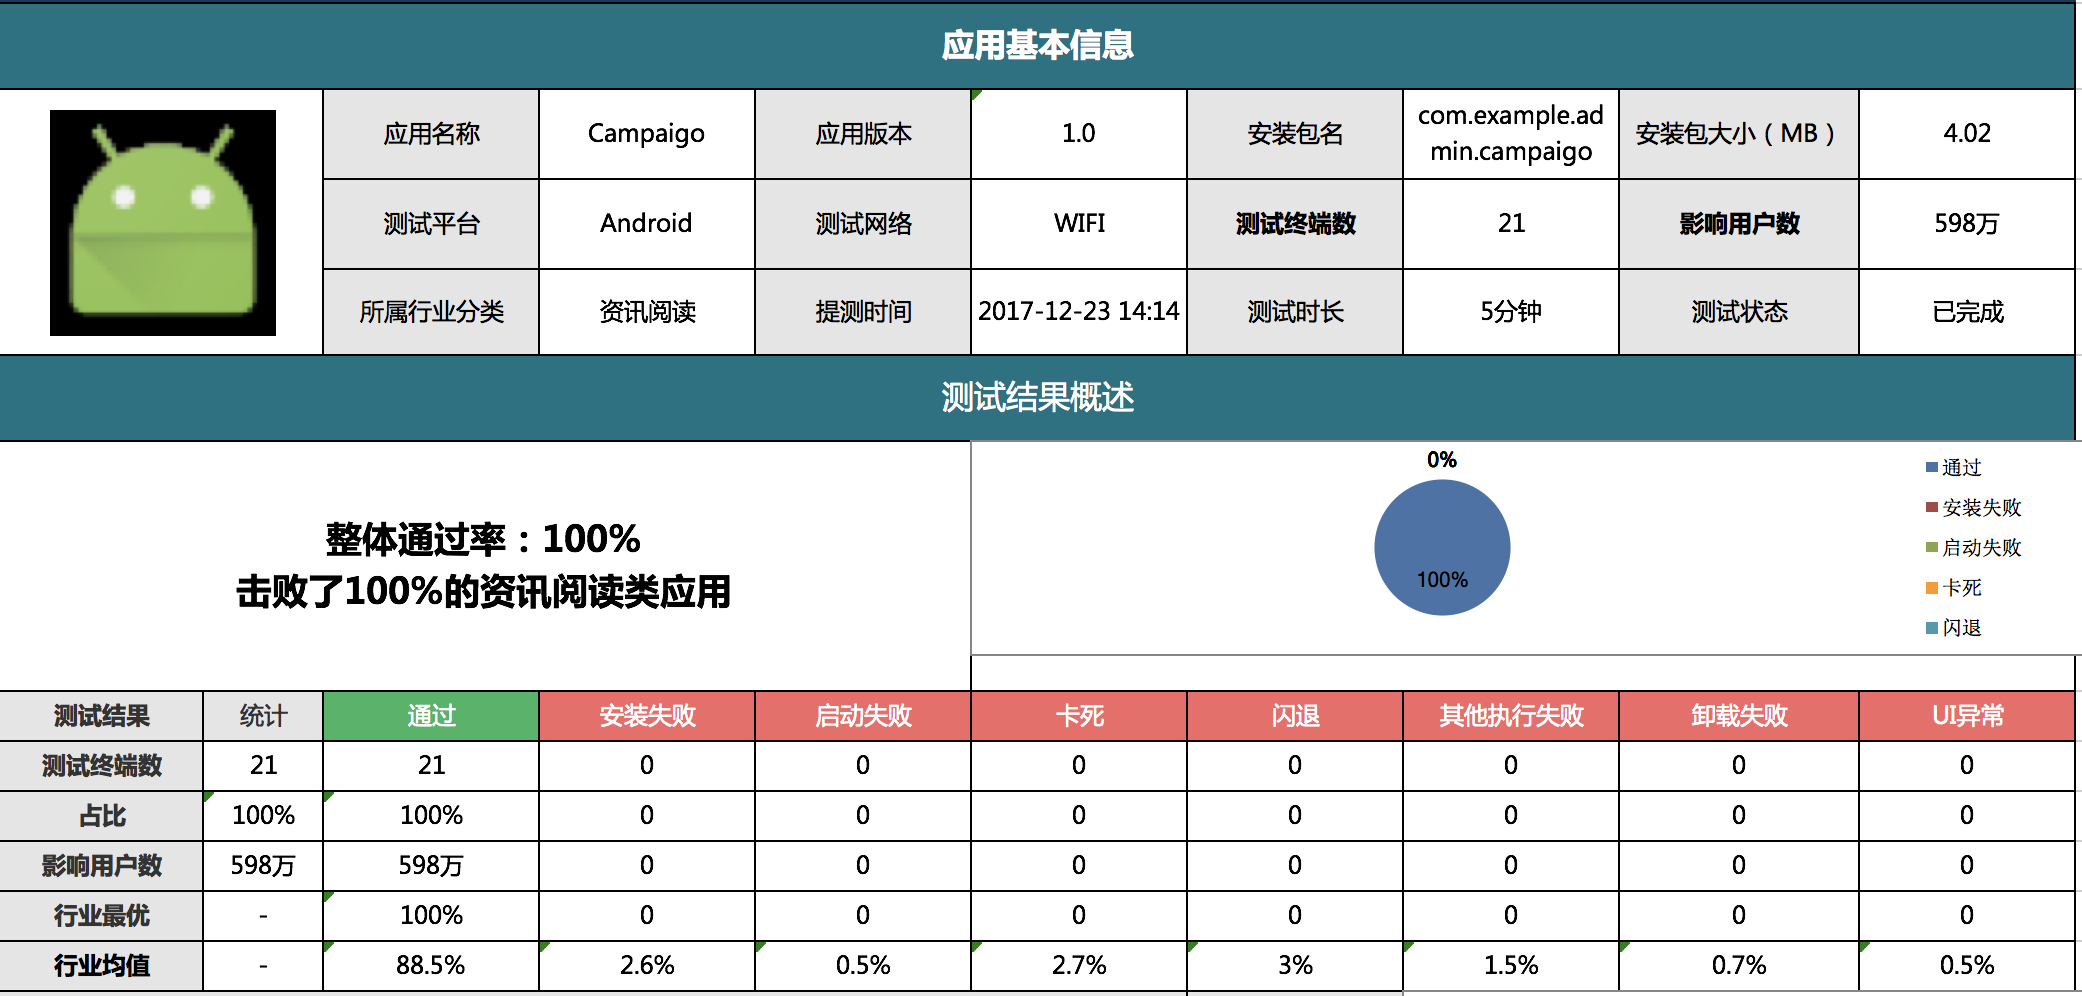 应用基本信息
应用名称 Campaigo 应用版本 1.0 安装包名 com.example.ad
min.campaigo 安装包大小（MB） 4.02
测试平台 Android 测试网络 WIFI 测试终端数 21 影响用户数 598万
所属行业分类 资讯阅读 提测时间 2017-12-23 14:14 测试时长 5分钟 测试状态 已完成
测试结果概述
整体通过率：100%
击败了100%的资讯阅读类应用
0%
100%
通过
安装失败
启动失败
卡死
闪退
测试结果 统计 通过 安装失败 启动失败 卡死 闪退 其他执行失败 卸载失败 UI异常
测试终端数 21 21 0 0 0 0 0 0 0
占比 100% 100% 0 0 0 0 0 0 0
影响用户数 598万 598万 0 0 0 0 0 0 0
行业最优 - 100% 0 0 0 0 0 0 0
行业均值 - 88.5% 2.6% 0.5% 2.7% 3% 1.5% 0.7% 0.5%